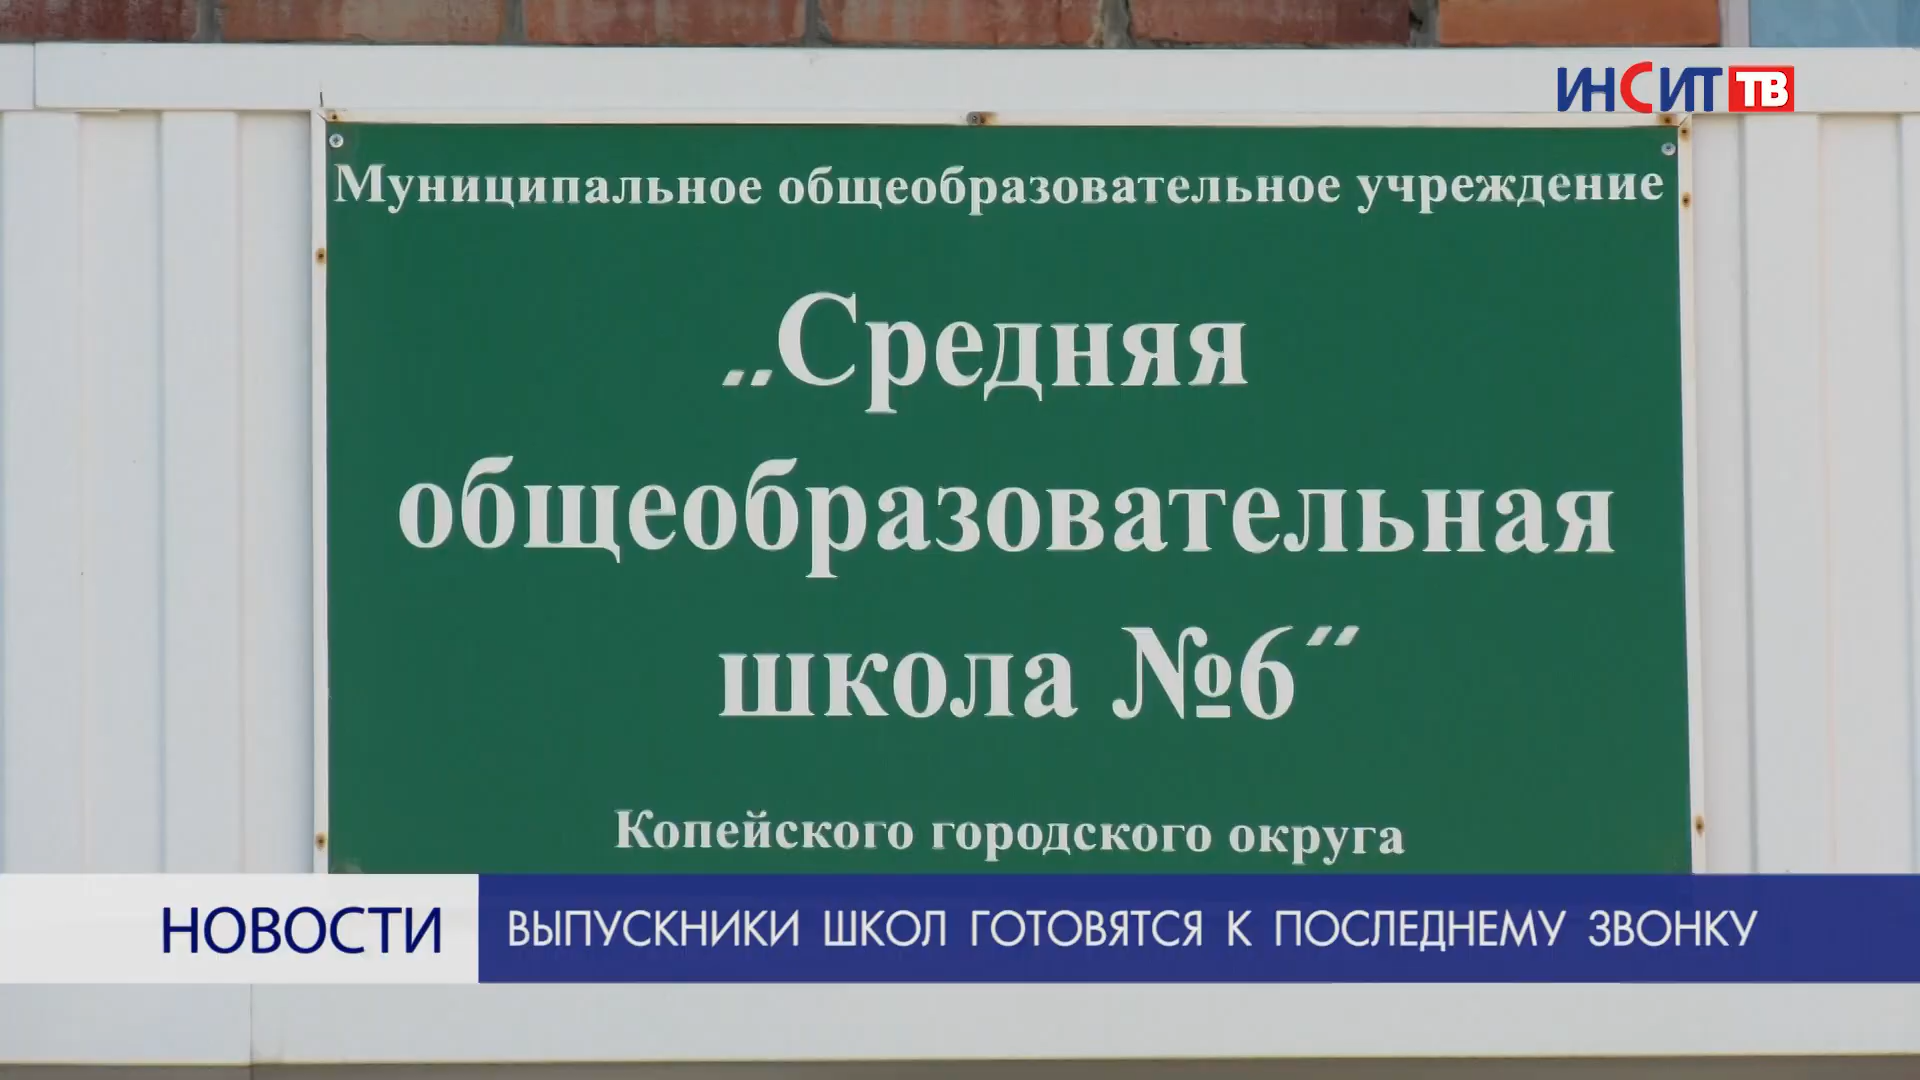 ИНСИТ ТВ
Муниципальное общеобразовательное учреждение
„Средняя
общеобразовательная
школа №6”
Копейского городского округа
НОВОСТИ
ВЫПУСКНИКИ ШКОЛ ГОТОВЯТСЯ К ПОСЛЕДНЕМУ ЗВОНКУ